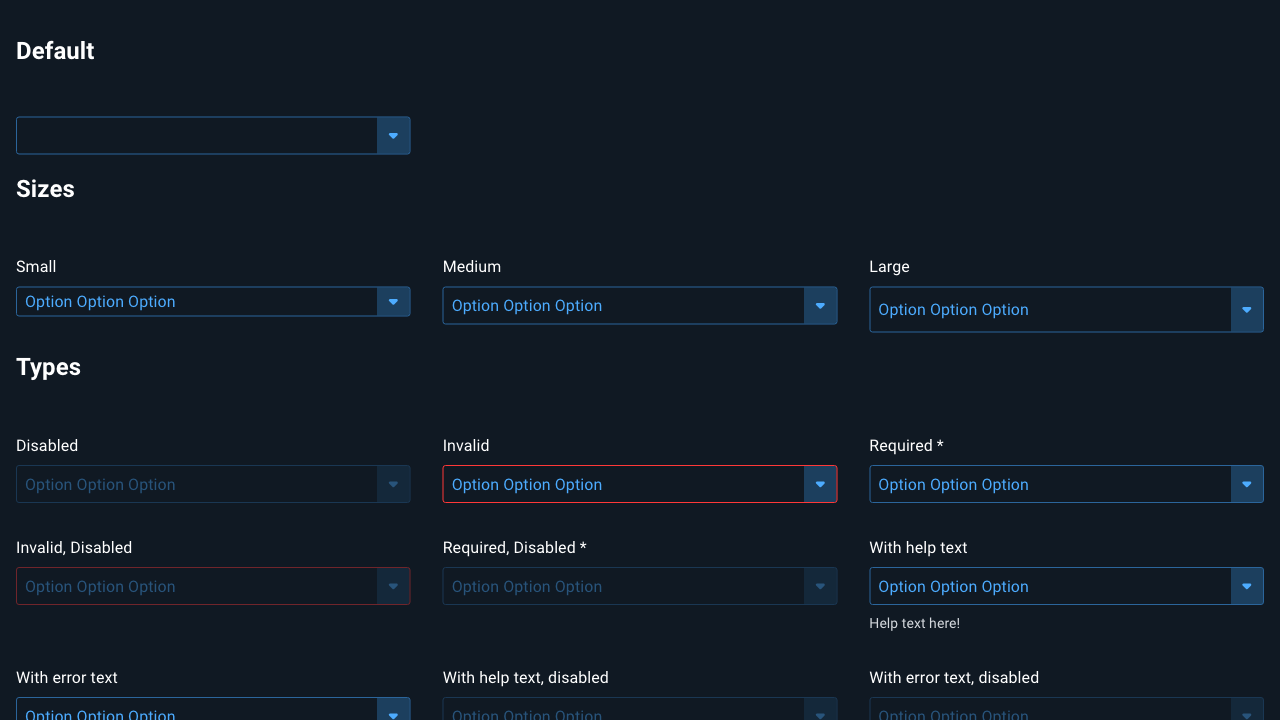 Default
Sizes
Small
Medium
Large
Option Option Option
Option Option Option
Option Option Option
Types
Disabled
Invalid
Required *
Option Option Option
Option Option Option
Option Option Option
Invalid, Disabled
Required, Disabled *
With help text
Option Option Option
Option Option Option
Option Option Option
Help text here!
With error text
With help text, disabled
With error text, disabled
Option Option Option
Option Option Option
Option Option Option